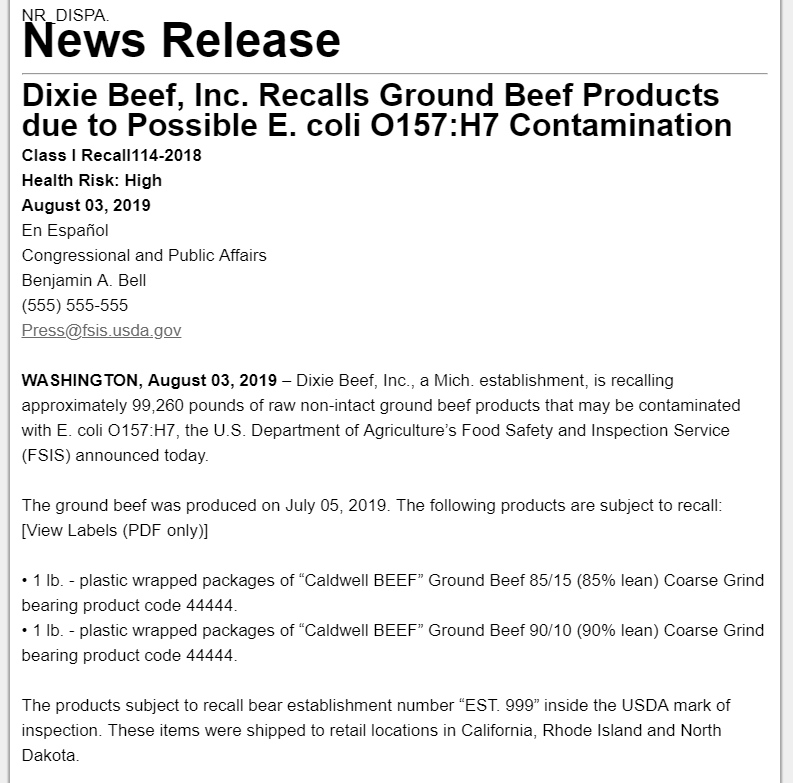 NR_DISPA.
News Release
Dixie Beef, Inc. Recalls Ground Beef Products
due to Possible E. coli O157:H7 Contamination
Class I Recall114-2018
Health Risk: High
August 03, 2019
En Español
Congressional and Public Affairs
Benjamin A. Bell
(555) 555-555
Press@fsis.usda.gov
WASHINGTON, August 03, 2019 – Dixie Beef, Inc., a Mich. establishment, is recalling
approximately 99,260 pounds of raw non-intact ground beef products that may be contaminated
with E. coli O157:H7, the U.S. Department of Agriculture’s Food Safety and Inspection Service
(FSIS) announced today.
The ground beef was produced on July 05, 2019. The following products are subject to recall:
[View Labels (PDF only)]
• 1 lb. - plastic wrapped packages of “Caldwell BEEF” Ground Beef 85/15 (85% lean) Coarse Grind
bearing product code 44444.
• 1 lb. - plastic wrapped packages of “Caldwell BEEF” Ground Beef 90/10 (90% lean) Coarse Grind
bearing product code 44444.
The products subject to recall bear establishment number “EST. 999” inside the USDA mark of
inspection. These items were shipped to retail locations in California, Rhode Island and North
Dakota.